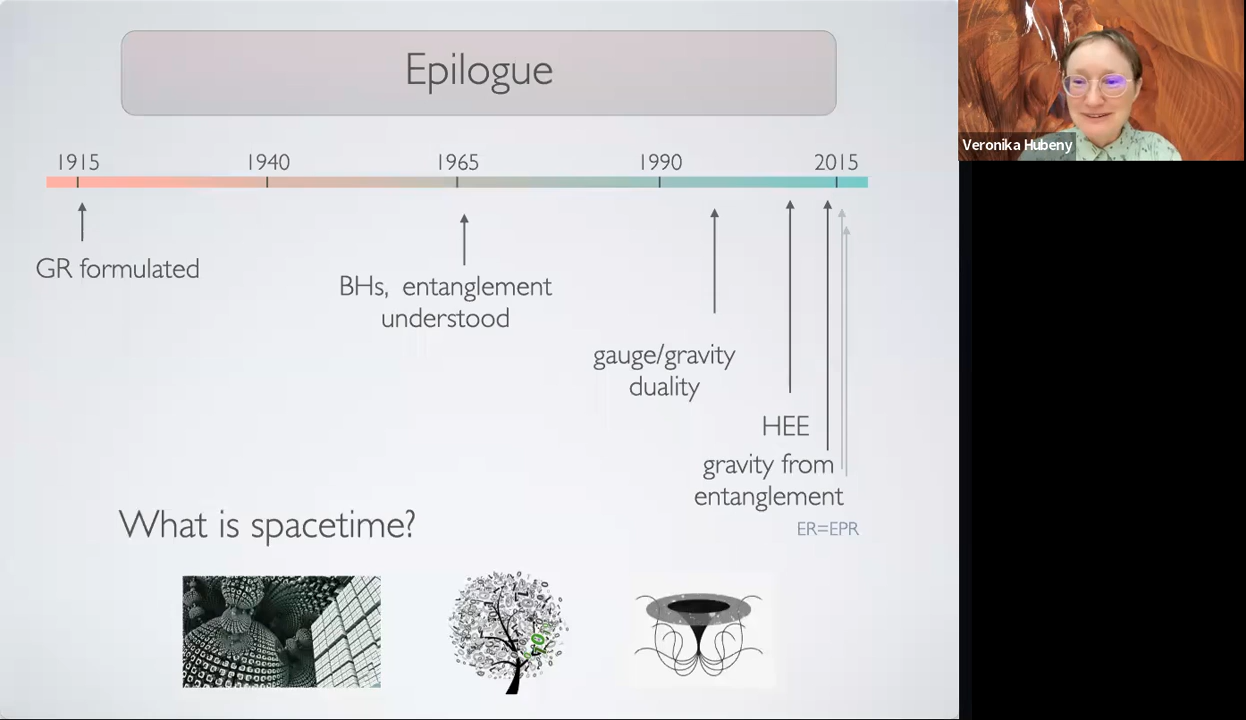 Epilogue
Veronika Hubeny
1915
1940
1965
1990
2015
GR formulated
BHs, entanglement
understood
gauge/gravity
duality
HEE
gravity from
entanglement
ER=EPR
What is spacetime?